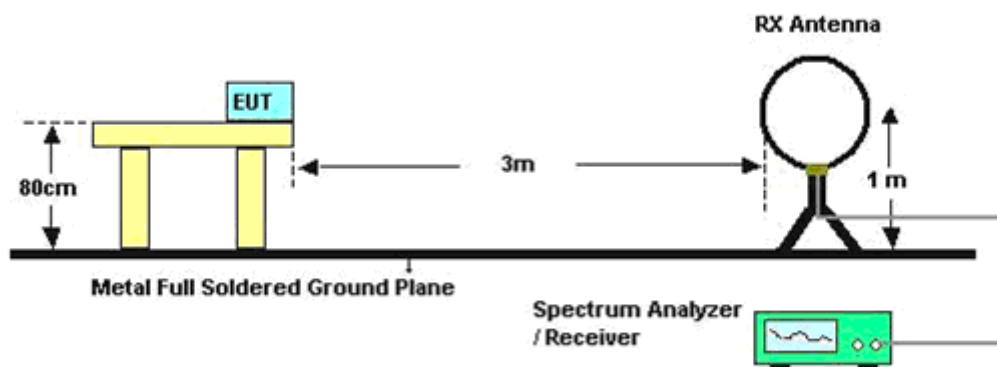 RX Antenna
EUT
80cm
3m
1 m
Metal Full Soldered Ground Plane
Spectrum Analyzer
/ Receiver